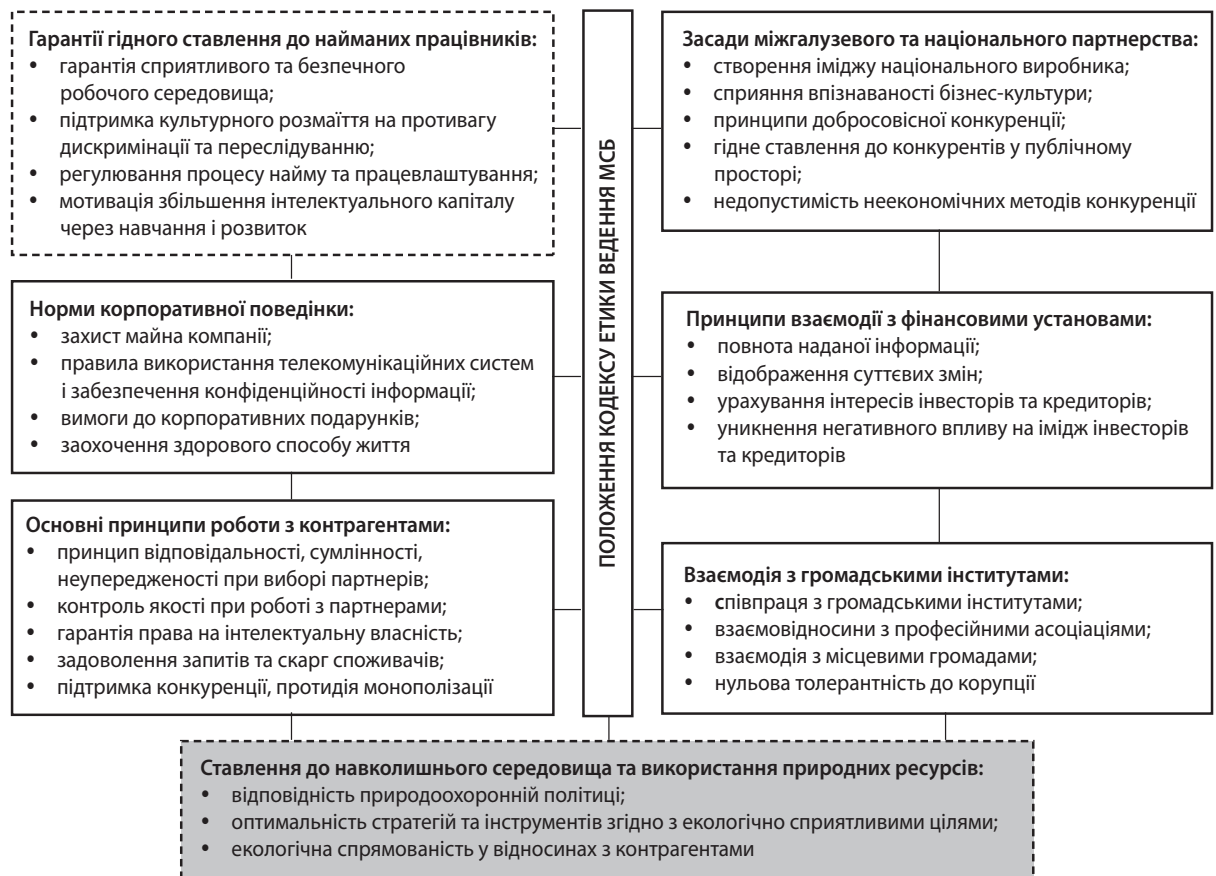 Гарантії гідного ставлення до найманих працівників:
• гарантія сприятливого та безпечного
робочого середовища;
• підтримка культурного розмаїття на противагу
дискримінації та переслідуванню;
• регулювання процесу найму та працевлаштування;
• мотивація збільшення інтелектуального капіталу
через навчання і розвиток
Норми корпоративної поведінки:
• захист майна компанії;
• правила використання телекомунікаційних систем
і забезпечення конфіденційності інформації;
• вимоги до корпоративних подарунків;
• заохочення здорового способу життя
Основні принципи роботи з контрагентами:
• принцип відповідальності, сумлінності,
неупередженості при виборі партнерів;
• контроль якості при роботі з партнерами;
• гарантія права на інтелектуальну власність;
• задоволення запитів та скарг споживачів;
• підтримка конкуренції, протидія монополізації
ПОЛОЖЕННЯ КОДЕКСУ ЕТИКИ ВЕДЕННЯ МСБ
Засади міжгалузевого та національного партнерства:
• створення іміджу національного виробника;
• сприяння впізнаваності бізнес-культури;
• принципи добросовісної конкуренції;
• гідне ставлення до конкурентів у публічному
просторі;
• недопустимість неекономічних методів конкуренції
Принципи взаємодії з фінансовими установами:
• повнота наданої інформації;
• відображення суттєвих змін;
• урахування інтересів інвесторів та кредиторів;
• уникнення негативного впливу на імідж інвесторів
та кредиторів
Взаємодія з громадськими інститутами:
• співпраця з громадськими інститутами;
• взаємовідносини з професійними асоціаціями;
• взаємодія з місцевими громадами;
• нульова толерантність до корупції
Ставлення до навколишнього середовища та використання природних ресурсів:
• відповідність природоохоронній політиці;
• оптимальність стратегій та інструментів згідно з екологічно сприятливими цілями;
• екологічна спрямованість у відносинах з контрагентами